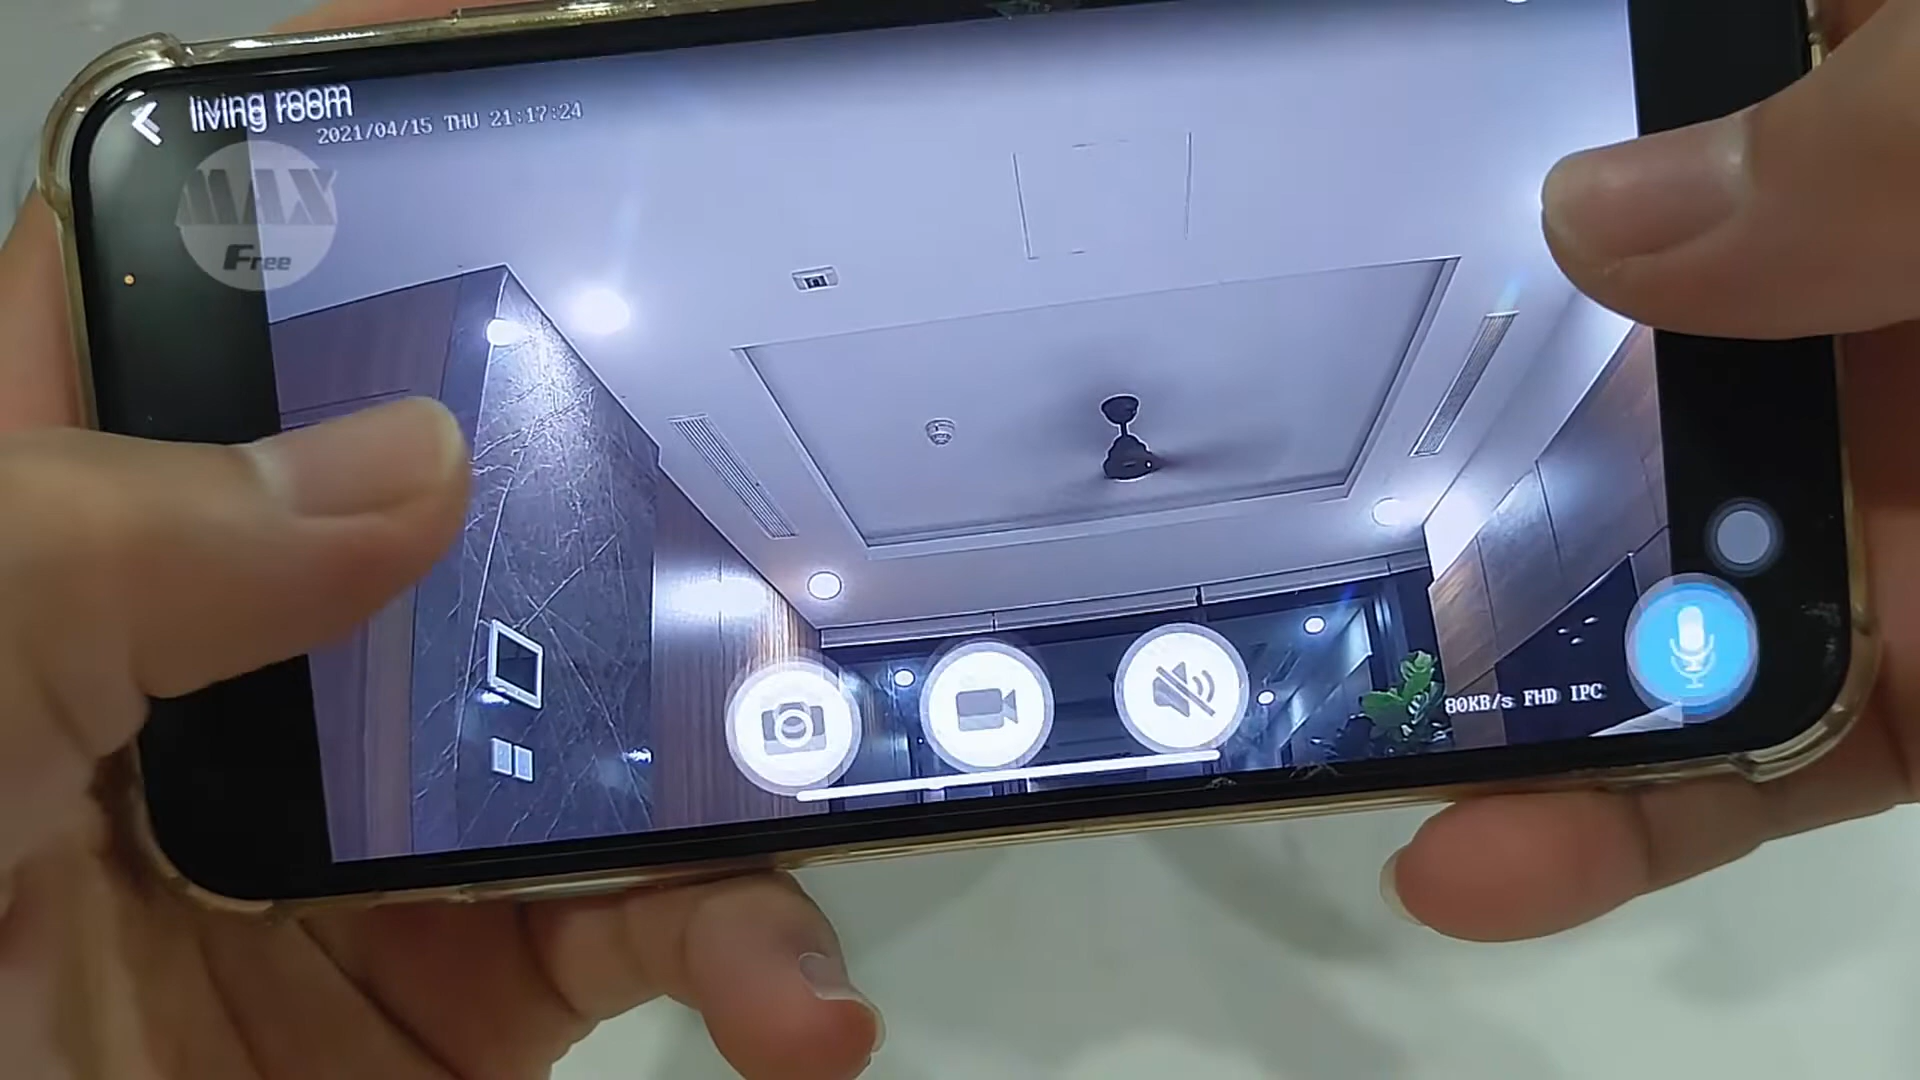 living room
2021/04/15 THU 21:17:24
MAX
Free
80KB/s FHD IPC